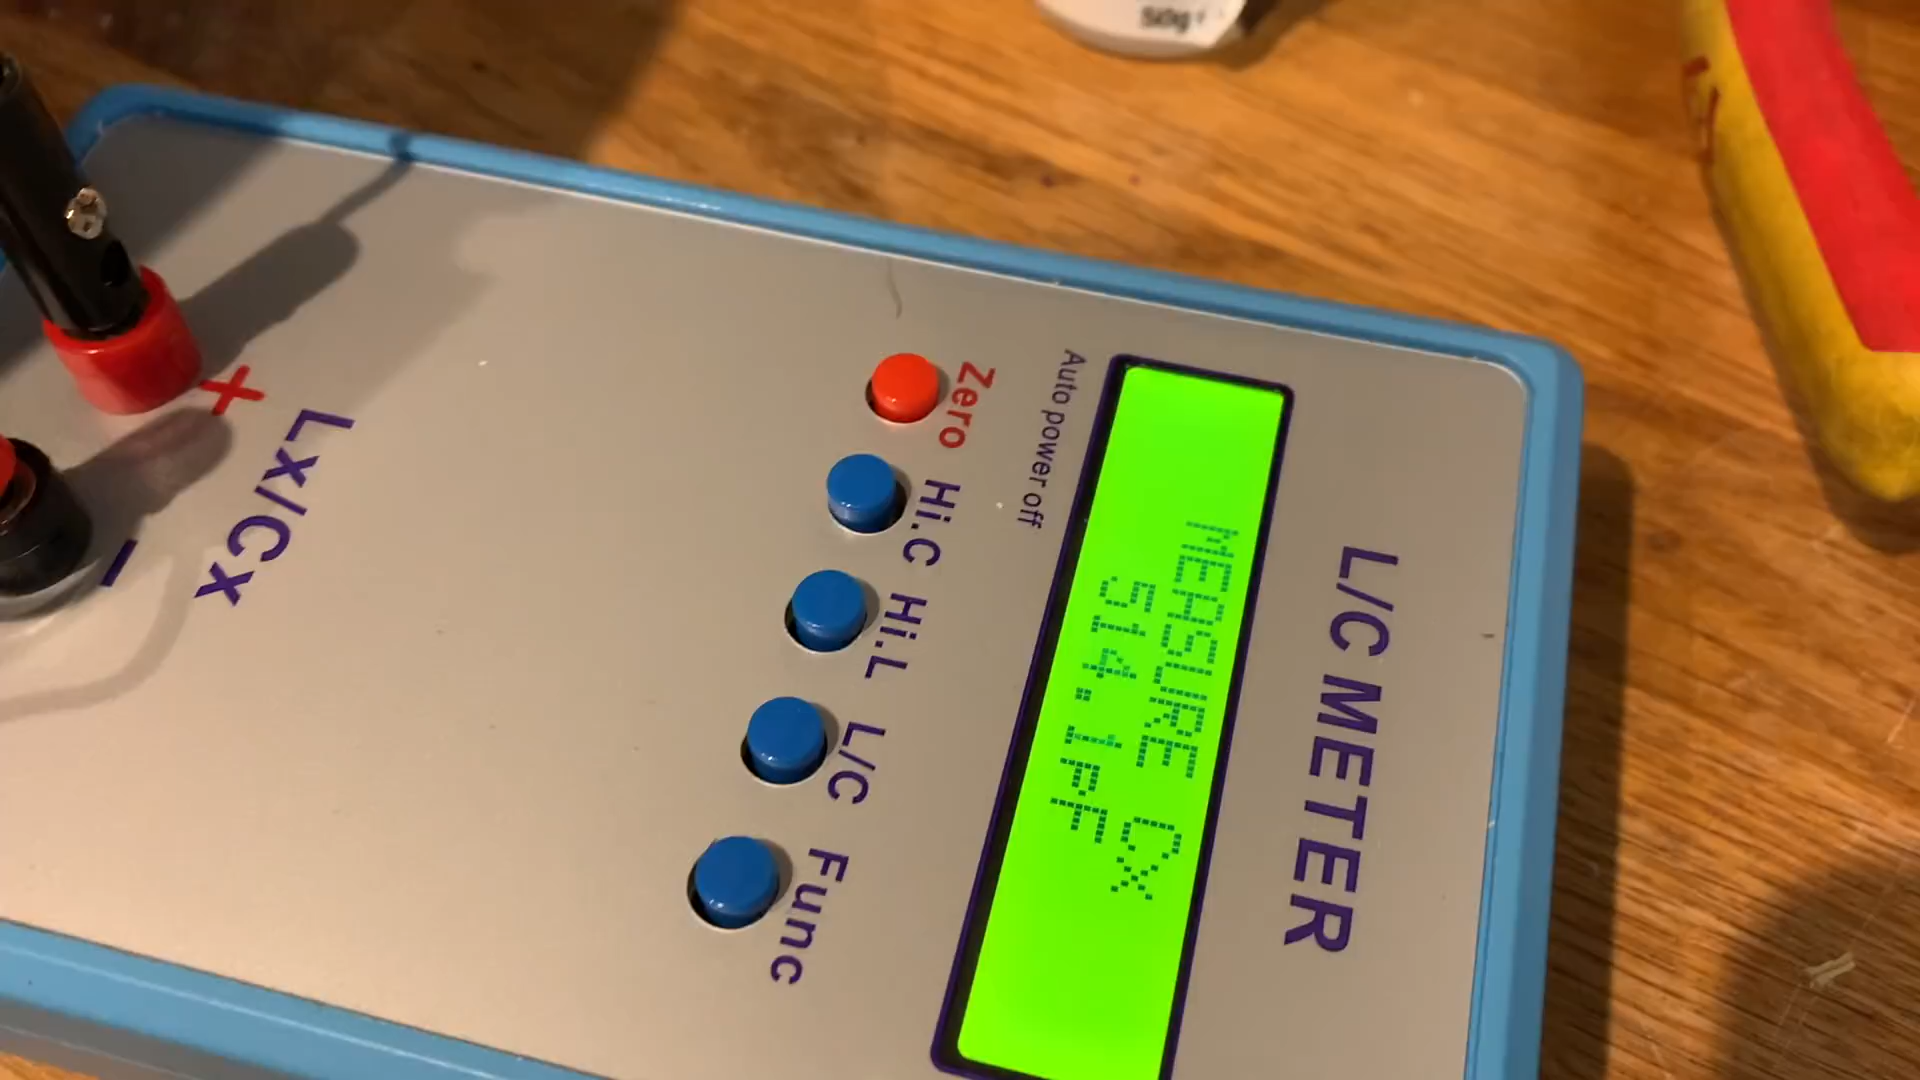 50g
L/C METER
MEASURE CX
514.1PF
Auto power off
Zero
Hi.C
Hi.L
L/C
Func
+
Lx/Cx
-